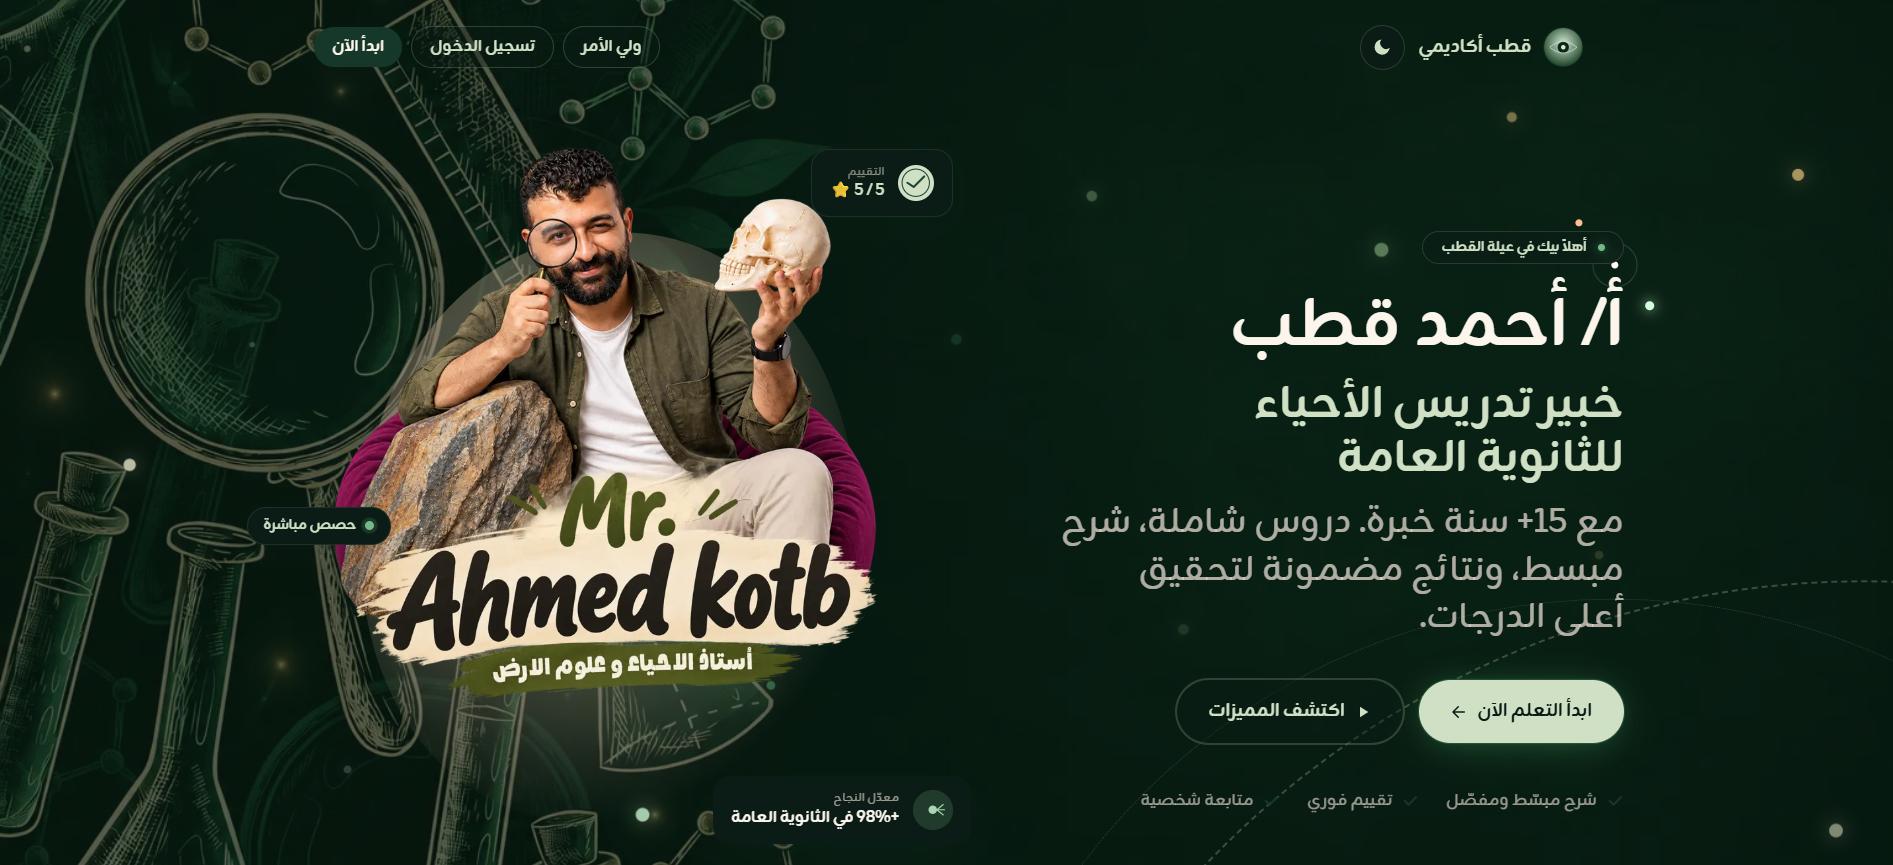 قطب أكاديمي
ولي الأمر
تسجيل الدخول
ابدأ الآن
أهلاً بيك في عيلة القطب
أ/ أحمد قطب
خبير تدريس الأحياء
للثانوية العامة
مع 15+ سنة خبرة. دروس شاملة، شرح
مبسط، ونتائج مضمونة لتحقيق
أعلى الدرجات.
ابدأ التعلم الآن
اكتشف المميزات
شرح مبسّط ومفصّل
تقييم فوري
متابعة شخصية
التقييم
5/5
حصص مباشرة
Mr.
Ahmed kotb
أستاذ الاحياء و علوم الارض
معدّل النجاح
+98% في الثانوية العامة